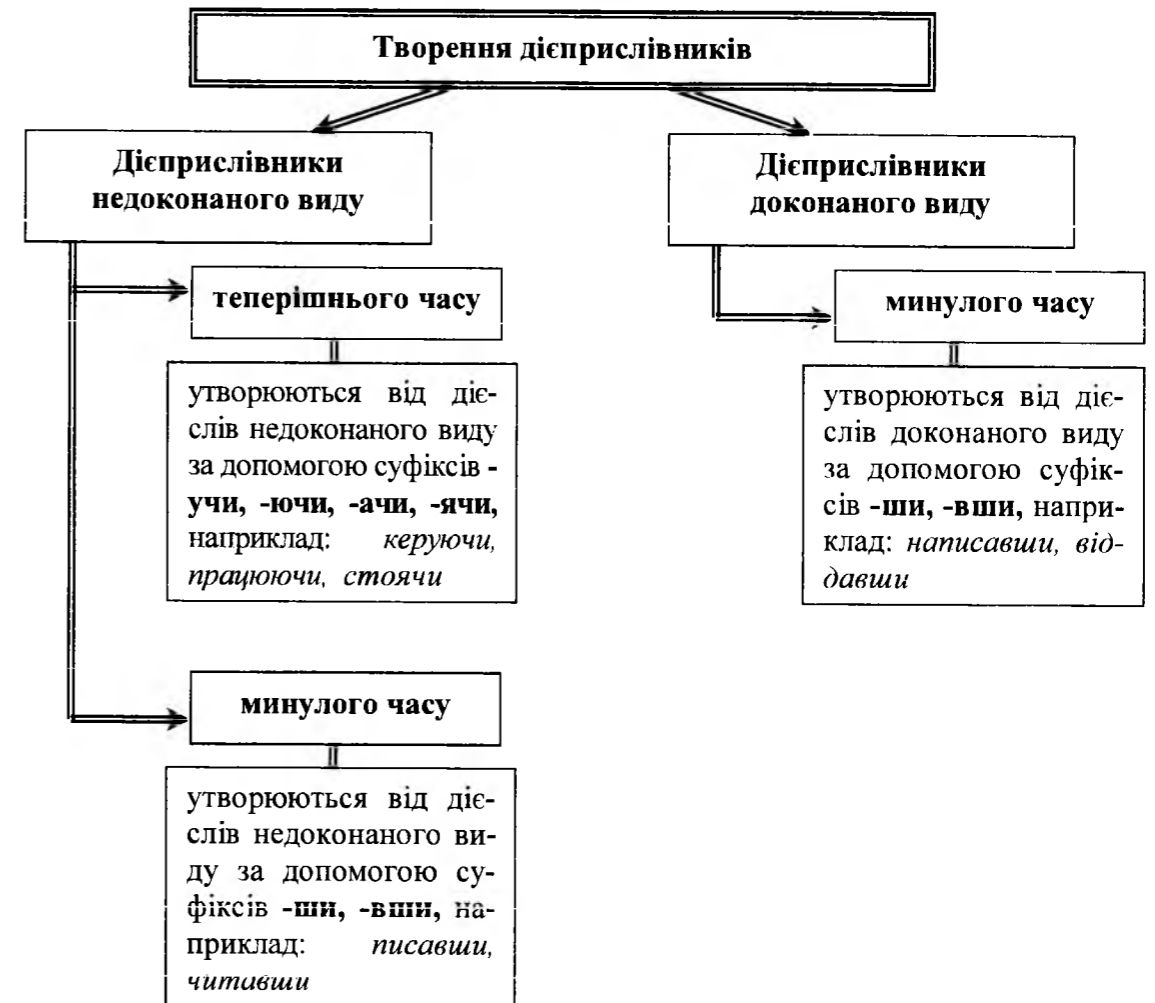 Творення дієприслівників
Дієприслівники
недоконаного виду
теперішнього часу
утворюються від діє-
слів недоконаного виду
за допомогою суфіксів -
учи, -ючи, -ачи, -ячи,
наприклад: керуючи,
працюючи, стоячи
минулого часу
утворюються від діє-
слів недоконаного ви-
ду за допомогою су-
фіксів -ши, -вши, на-
приклад: писавши,
читавши
Дієприслівники
доконаного виду
минулого часу
утворюються від діє-
слів доконаного виду
за допомогою суфік-
сів -ши, -вши, напри-
клад: написавши, від-
давши